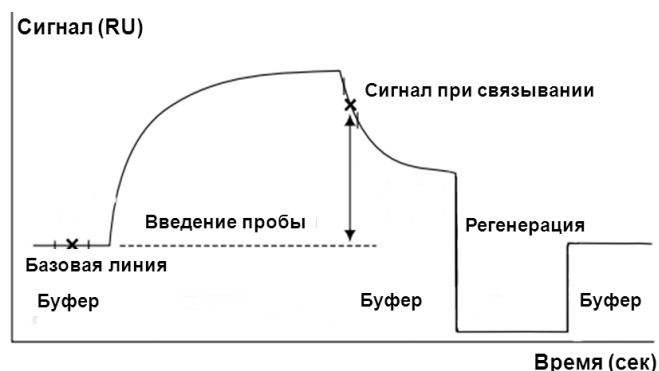 Сигнал (RU)
Сигнал при связывании
Введение пробы
Регенерация
Базовая линия
Буфер
Буфер
Буфер
Время (сек)